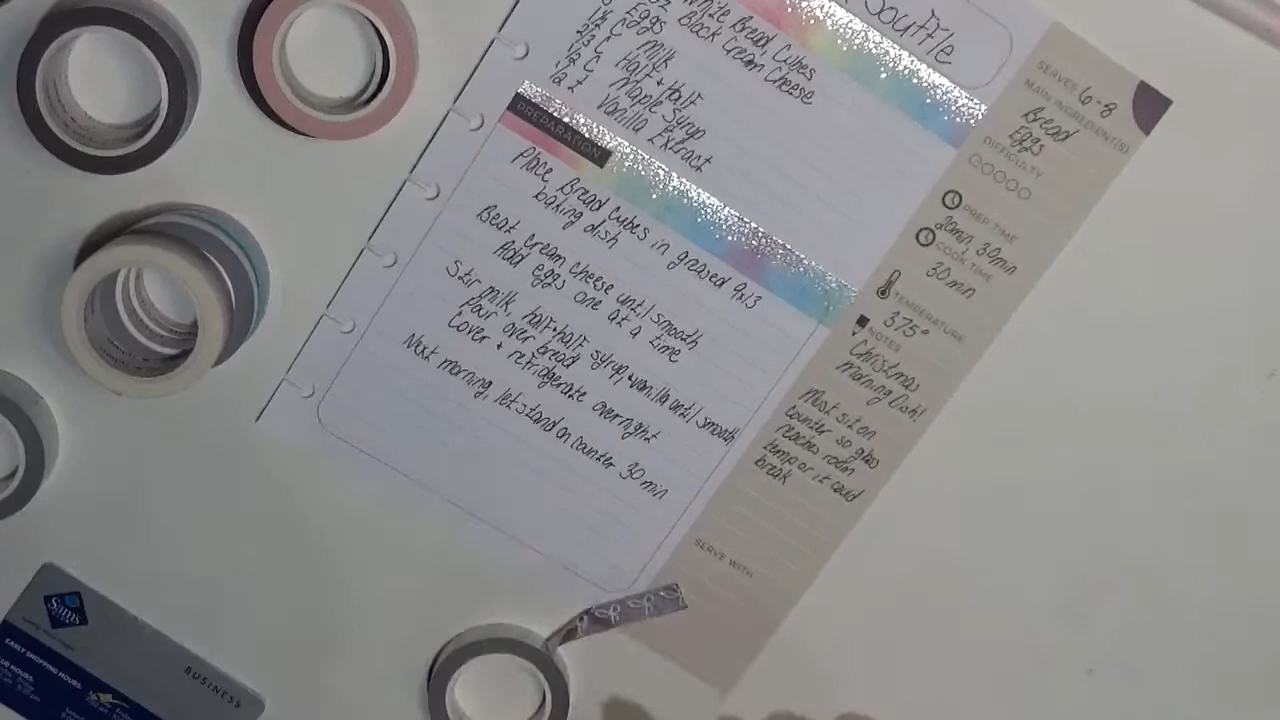 Souffle
White Bread, Cubes
Block Cream Cheese
Eggs
Milk
Half + Half
Maple Syrup
Vanilla Extract
PREPARATION
Place Bread Cubes in greased 9x13
baking dish
Beat cream cheese until smooth
Add eggs one at a time
Stir milk, half+half syrup, + vanilla until smooth
Pour over bread
Cover + refridgerate overnight
Next morning, let stand on counter 30 min
SERVES 6-8
MAIN INGREDIENT(S)
Bread
Eggs
DIFFICULTY
PREP TIME
20min, 30min
COOK TIME
30 min
TEMPERATURE
375°
NOTES
Christmas
morning Dish!
Must sit on
counter so glass
reaches room
temp or it could
break
SERVE WITH
Sam's
EARLY SHOPPING HOURS:
BUSINESS